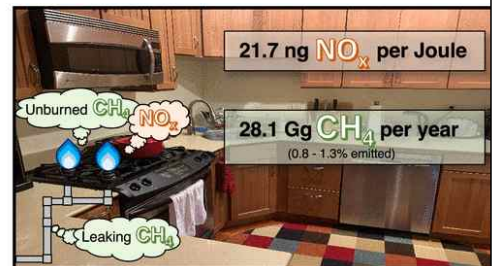 21.7 ng NOx per Joule
Unburned CH4
NOx
28.1 Gg CH4 per year
(0.8 - 1.3% emitted)
Leaking CH4